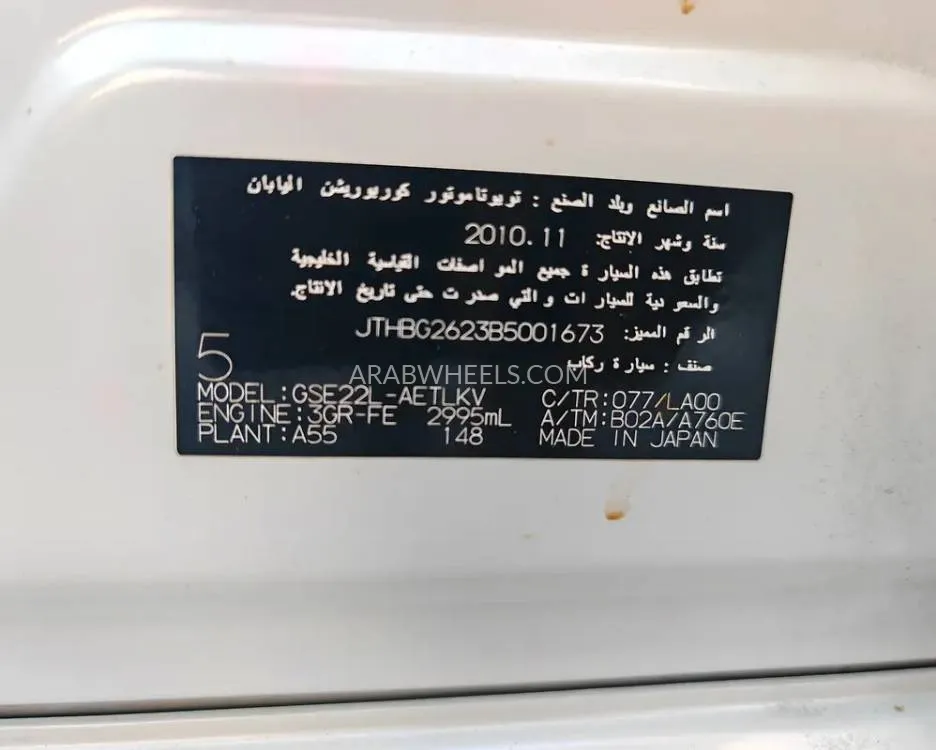 اسم الصانع وبلد الصنع : تويوتاموتور كوربوريشن اليابان
سنة وشهر الانتاج: 2010.11
تطابق هذه السيارة جميع المواصفات القياسية الخليجية
والسعودية للسيارات والتي صدرت حتى تاريخ الانتاج.
الرقم المميز: JTHBG2623B5001673
صنف : سيارة ركاب
5
ARABWHEELS.COM
MODEL:GSE22L-AETLKV C/TR:077/LA00
ENGINE:3GR-FE 2995mL A/TM:B02A/A760E
PLANT:A55 148 MADE IN JAPAN